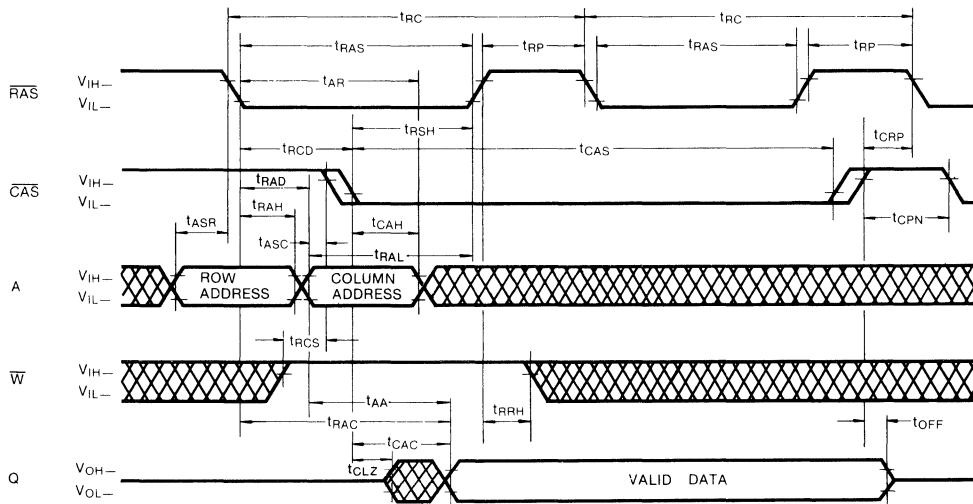 tRC tRC
tRAS tRP tRAS tRP
tAR
R̅A̅S̅ VIH—
VIL—
tRSH
tRCD tCAS tCRP
C̅A̅S̅ VIH—
VIL—
tRAD
tRAH tCAH tCPN
tASR tASC
tRAL
A VIH—
VIL—
ROW ADDRESS
COLUMN ADDRESS
tRCS
W̅ VIH—
VIL—
tAA
tRAC tRRH
tCAC tOFF
tCLZ
Q VOH—
VOL—
VALID DATA